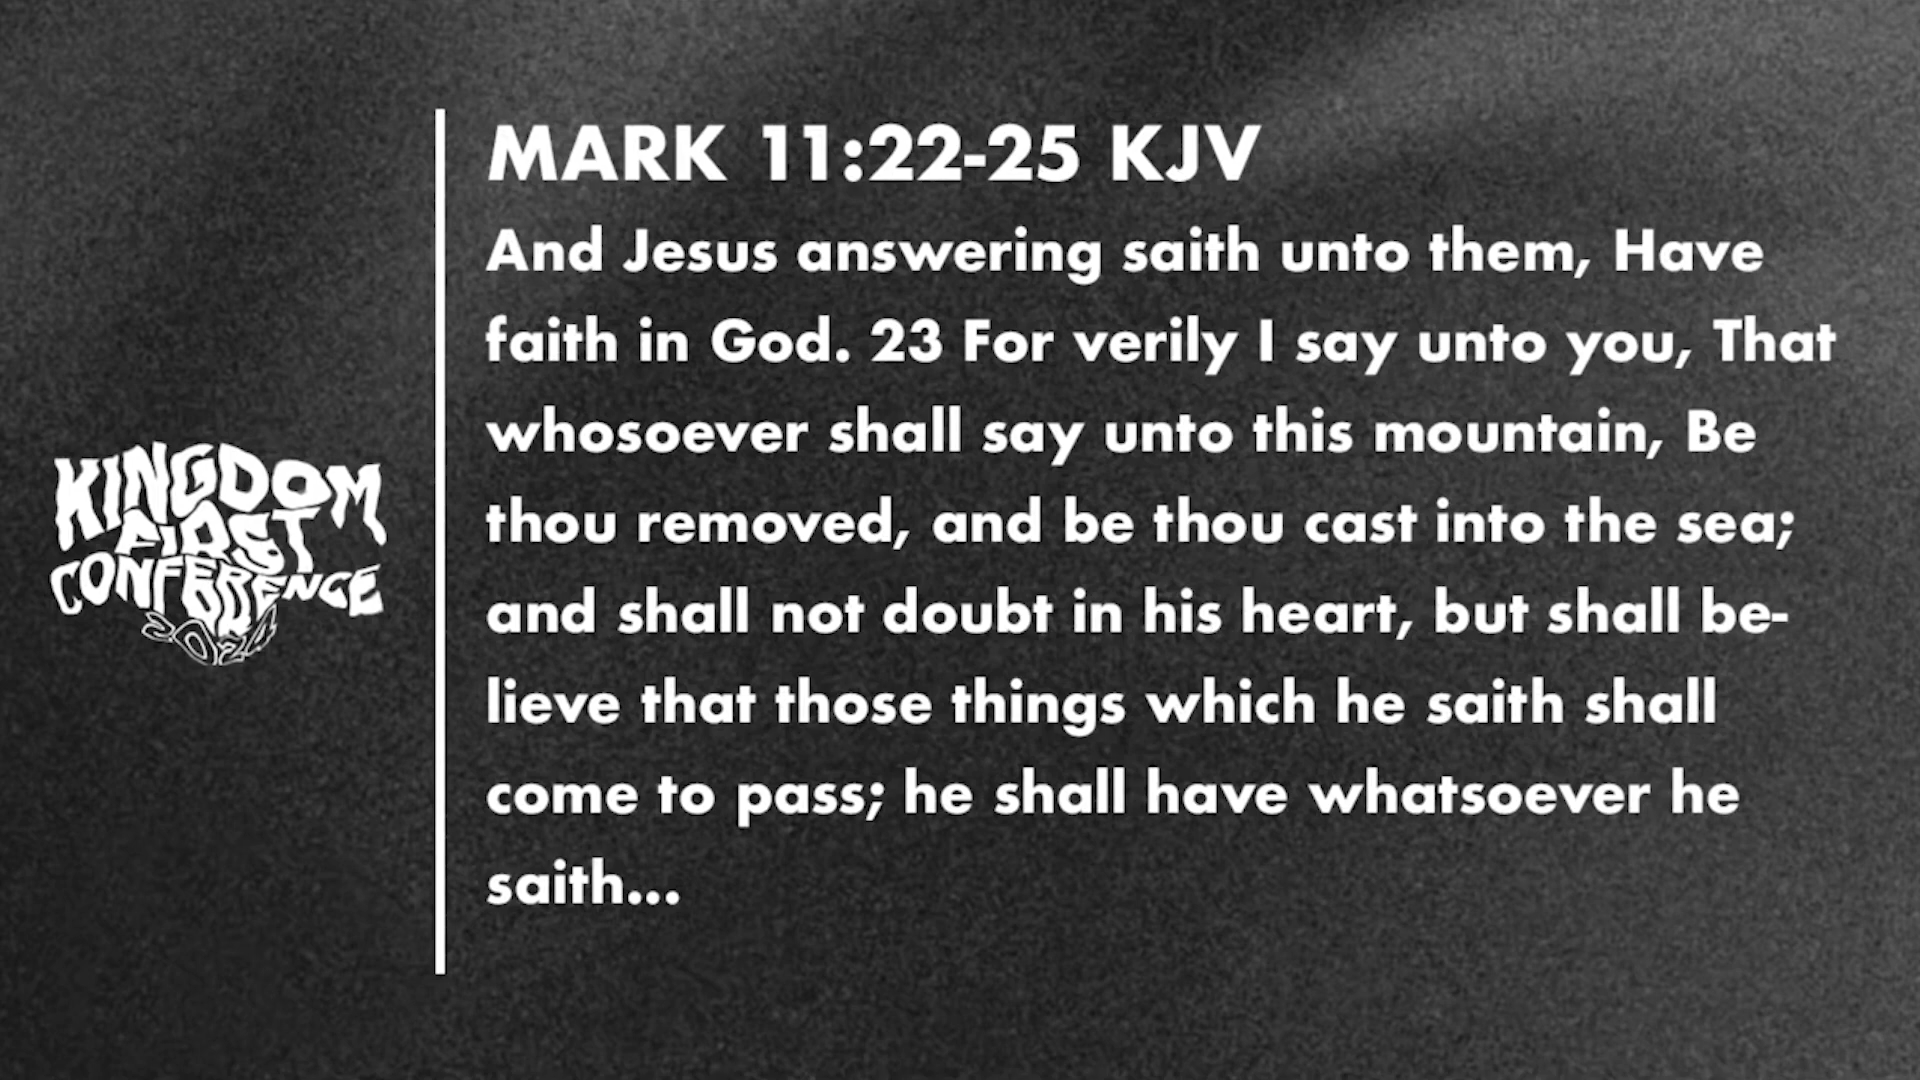 KINGDOM
FIRST
CONFERENCE
2024
MARK 11:22-25 KJV
And Jesus answering saith unto them, Have
faith in God. 23 For verily I say unto you, That
whosoever shall say unto this mountain, Be
thou removed, and be thou cast into the sea;
and shall not doubt in his heart, but shall be-
lieve that those things which he saith shall
come to pass; he shall have whatsoever he
saith...